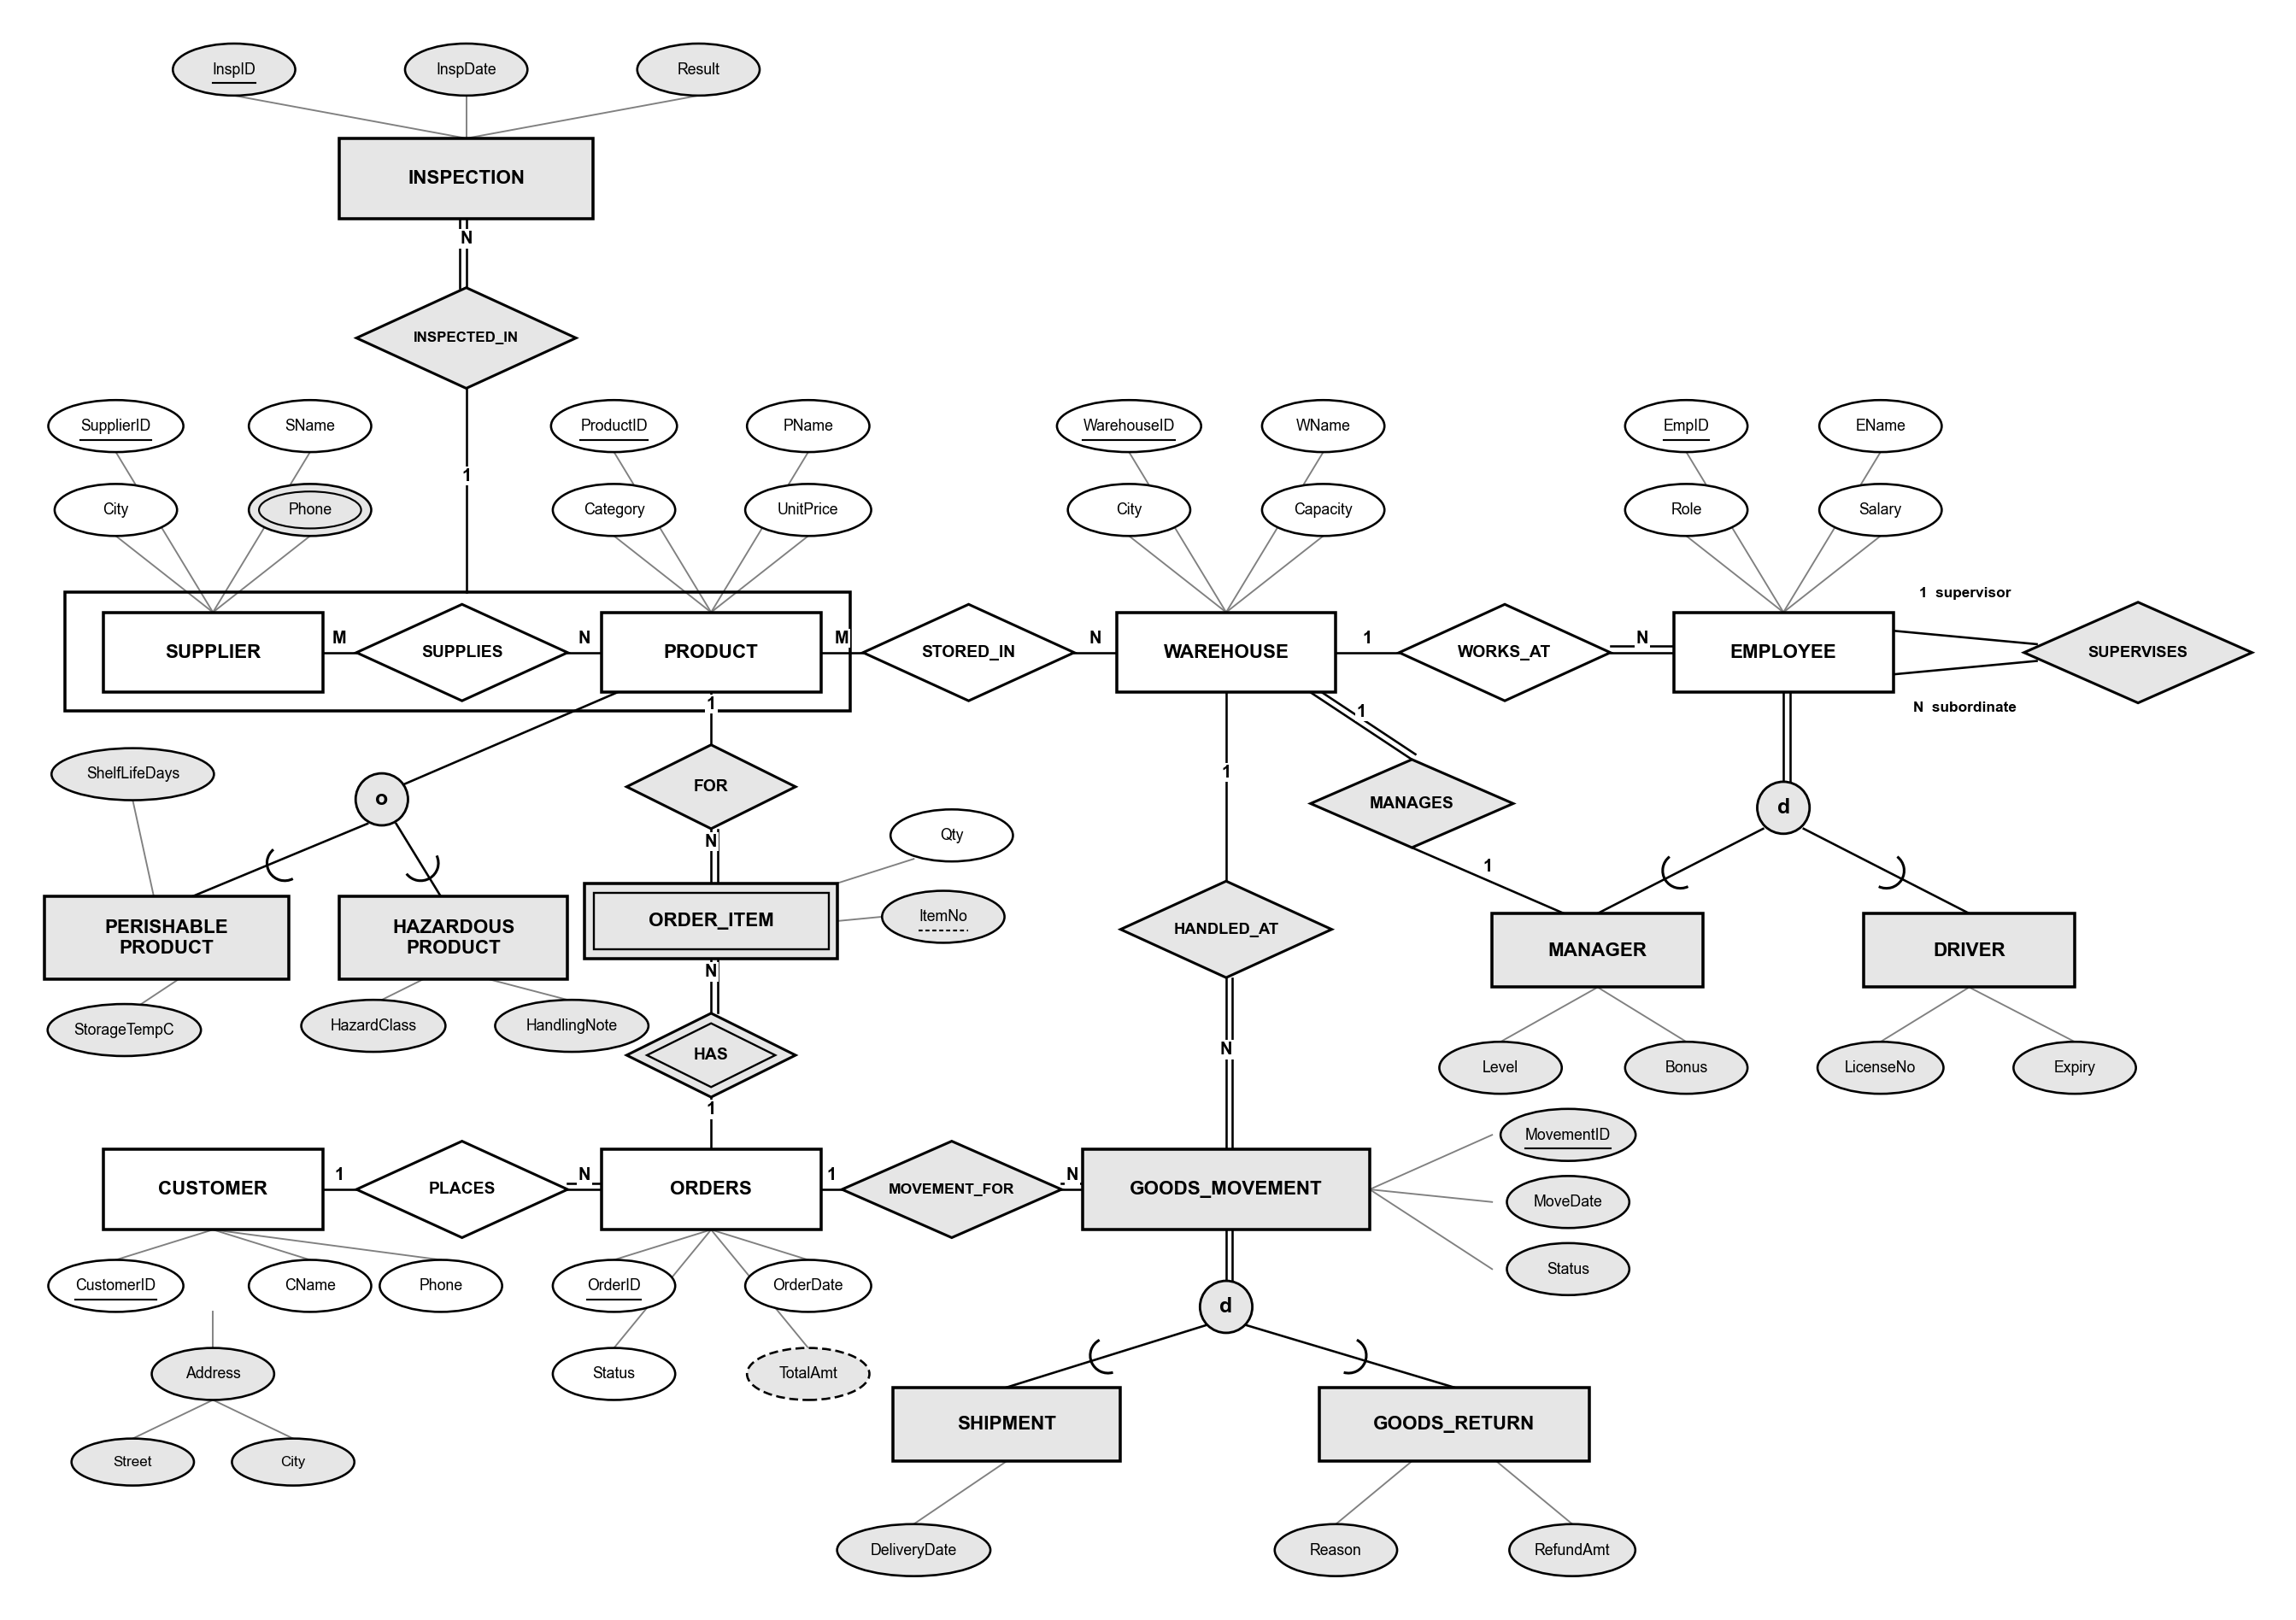 InspID
InspDate
Result
INSPECTION
N
INSPECTED_IN
SupplierID
SName
ProductID
PName
WarehouseID
WName
EmpID
EName
1
City
Phone
Category
UnitPrice
City
Capacity
Role
Salary
1 supervisor
SUPPLIER
M
SUPPLIES
N
PRODUCT
M
STORED_IN
N
WAREHOUSE
1
WORKS_AT
N
EMPLOYEE
SUPERVISES
N subordinate
1
1
ShelfLifeDays
o
FOR
1
MANAGES
d
N
Qty
1
PERISHABLE
PRODUCT
HAZARDOUS
PRODUCT
ORDER_ITEM
ItemNo
HANDLED_AT
MANAGER
DRIVER
N
StorageTempC
HazardClass
HandlingNote
HAS
N
Level
Bonus
LicenseNo
Expiry
1
MovementID
CUSTOMER
1
PLACES
N
ORDERS
1
MOVEMENT_FOR
N
GOODS_MOVEMENT
MoveDate
Status
CustomerID
CName
Phone
OrderID
OrderDate
d
Address
Status
TotalAmt
SHIPMENT
GOODS_RETURN
Street
City
DeliveryDate
Reason
RefundAmt